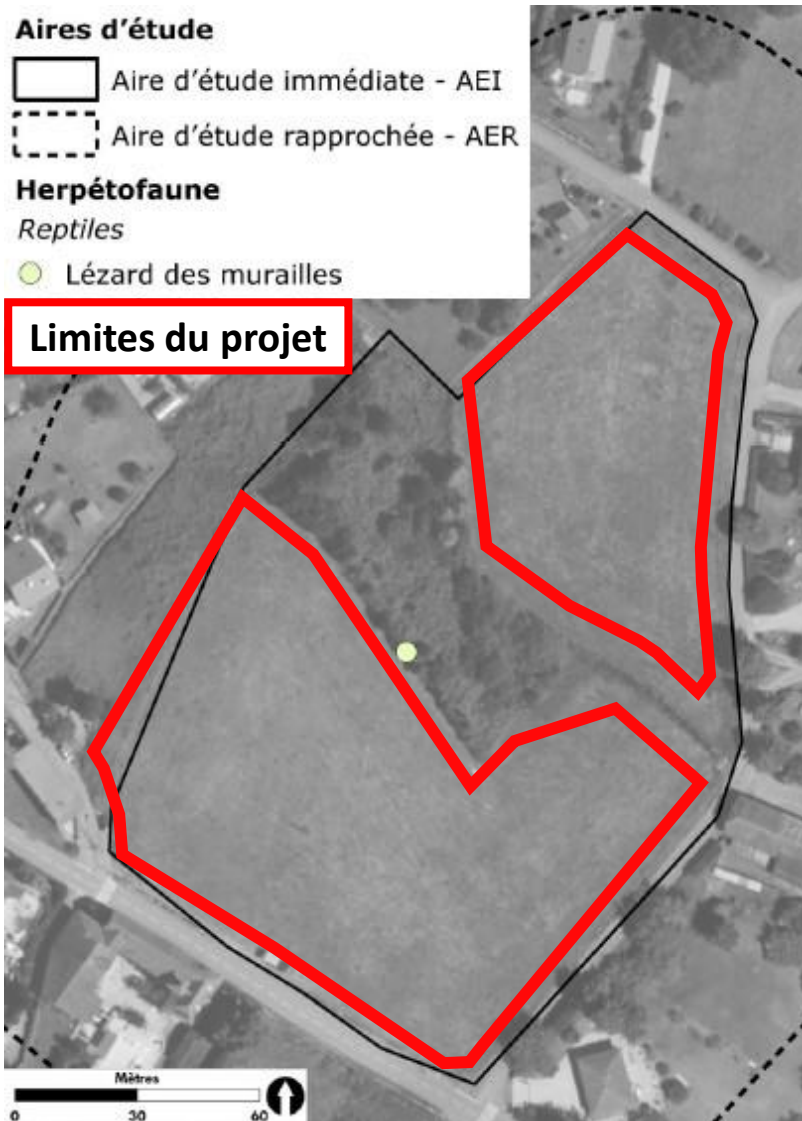 Aires d'étude
Aire d'étude immédiate - AEI
Aire d'étude rapprochée - AER
Herpétofaune
Reptiles
Lézard des murailles
Limites du projet
Mètres
0 30 60